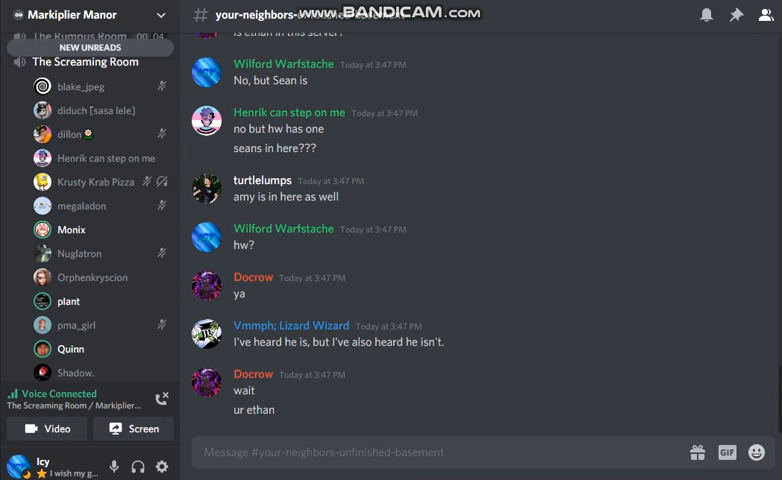 Markiplier Manor
The Rumpus Room 00:04
NEW UNREADS
The Screaming Room
blake_jpeg
diduch [sasa lele]
dillon
Henrik can step on me
Krusty Krab Pizza
megaladon
Monix
Nuglatron
Orphenkryscion
plant
pma_girl
Quinn
Shadow.
Voice Connected
The Screaming Room / Markiplier...
Video
Screen
Icy
I wish my g...
# your-neighbors-unfinished-basement
www.BANDICAM.com
is ethan in this server?
Wilford Warfstache Today at 3:47 PM
No, but Sean is
Henrik can step on me Today at 3:47 PM
no but hw has one
seans in here???
turtlelumps Today at 3:47 PM
amy is in here as well
Wilford Warfstache Today at 3:47 PM
hw?
Docrow Today at 3:47 PM
ya
Vmmph; Lizard Wizard Today at 3:47 PM
I've heard he is, but I've also heard he isn't.
Docrow Today at 3:47 PM
wait
ur ethan
Message #your-neighbors-unfinished-basement
GIF